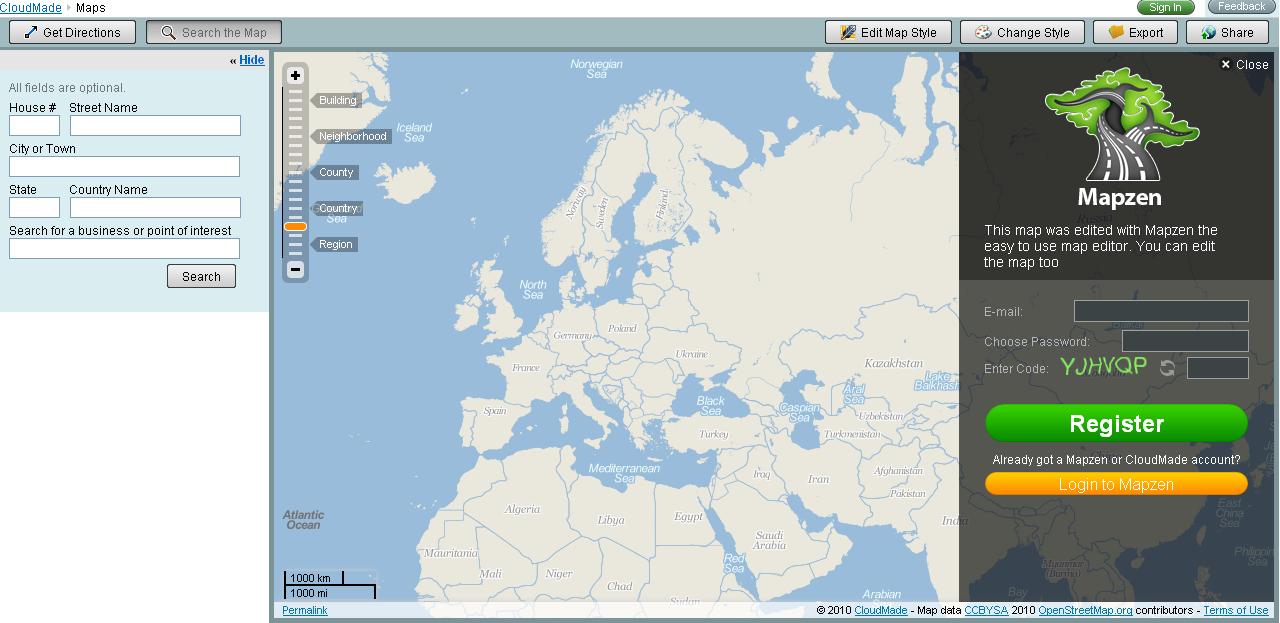 CloudMade Maps
Sign In
Feedback
Get Directions
Search the Map
Edit Map Style
Change Style
Export
Share
« Hide
All fields are optional.
House # Street Name
City or Town
State Country Name
Search for a business or point of interest
Search
+
Building
Neighborhood
County
Country
Region
−
Norwegian
Sea
Iceland
Sea
Sea
Norway
Sweden
Finland
North
Sea
Germany
Poland
Ukraine
France
Kazakhstan
Lake
Balkhash
Aral
Sea
Black
Sea
Caspian
Sea
Uzbekistan
Spain
Turkey
Turkmenistan
Mediterranean
Sea
Iraq
Iran
Afghanistan
Pakistan
Atlantic
Ocean
Algeria
Libya
Egypt
Saudi
Arabia
India
Mauritania
Mali
Niger
Chad
Sudan
Red
Sea
Arabian
1000 km
1000 mi
Close
Mapzen
Russia
This map was edited with Mapzen the
easy to use map editor. You can edit
the map too
E-mail:
Choose Password:
Enter Code: YJHVQP
Register
Already got a Mapzen or CloudMade account?
Login to Mapzen
East
China
Sea
Philippin
Sea
Myanmar
(Burma)
Bay
Permalink
© 2010 CloudMade - Map data CCBYSA 2010 OpenStreetMap.org contributors - Terms of Use